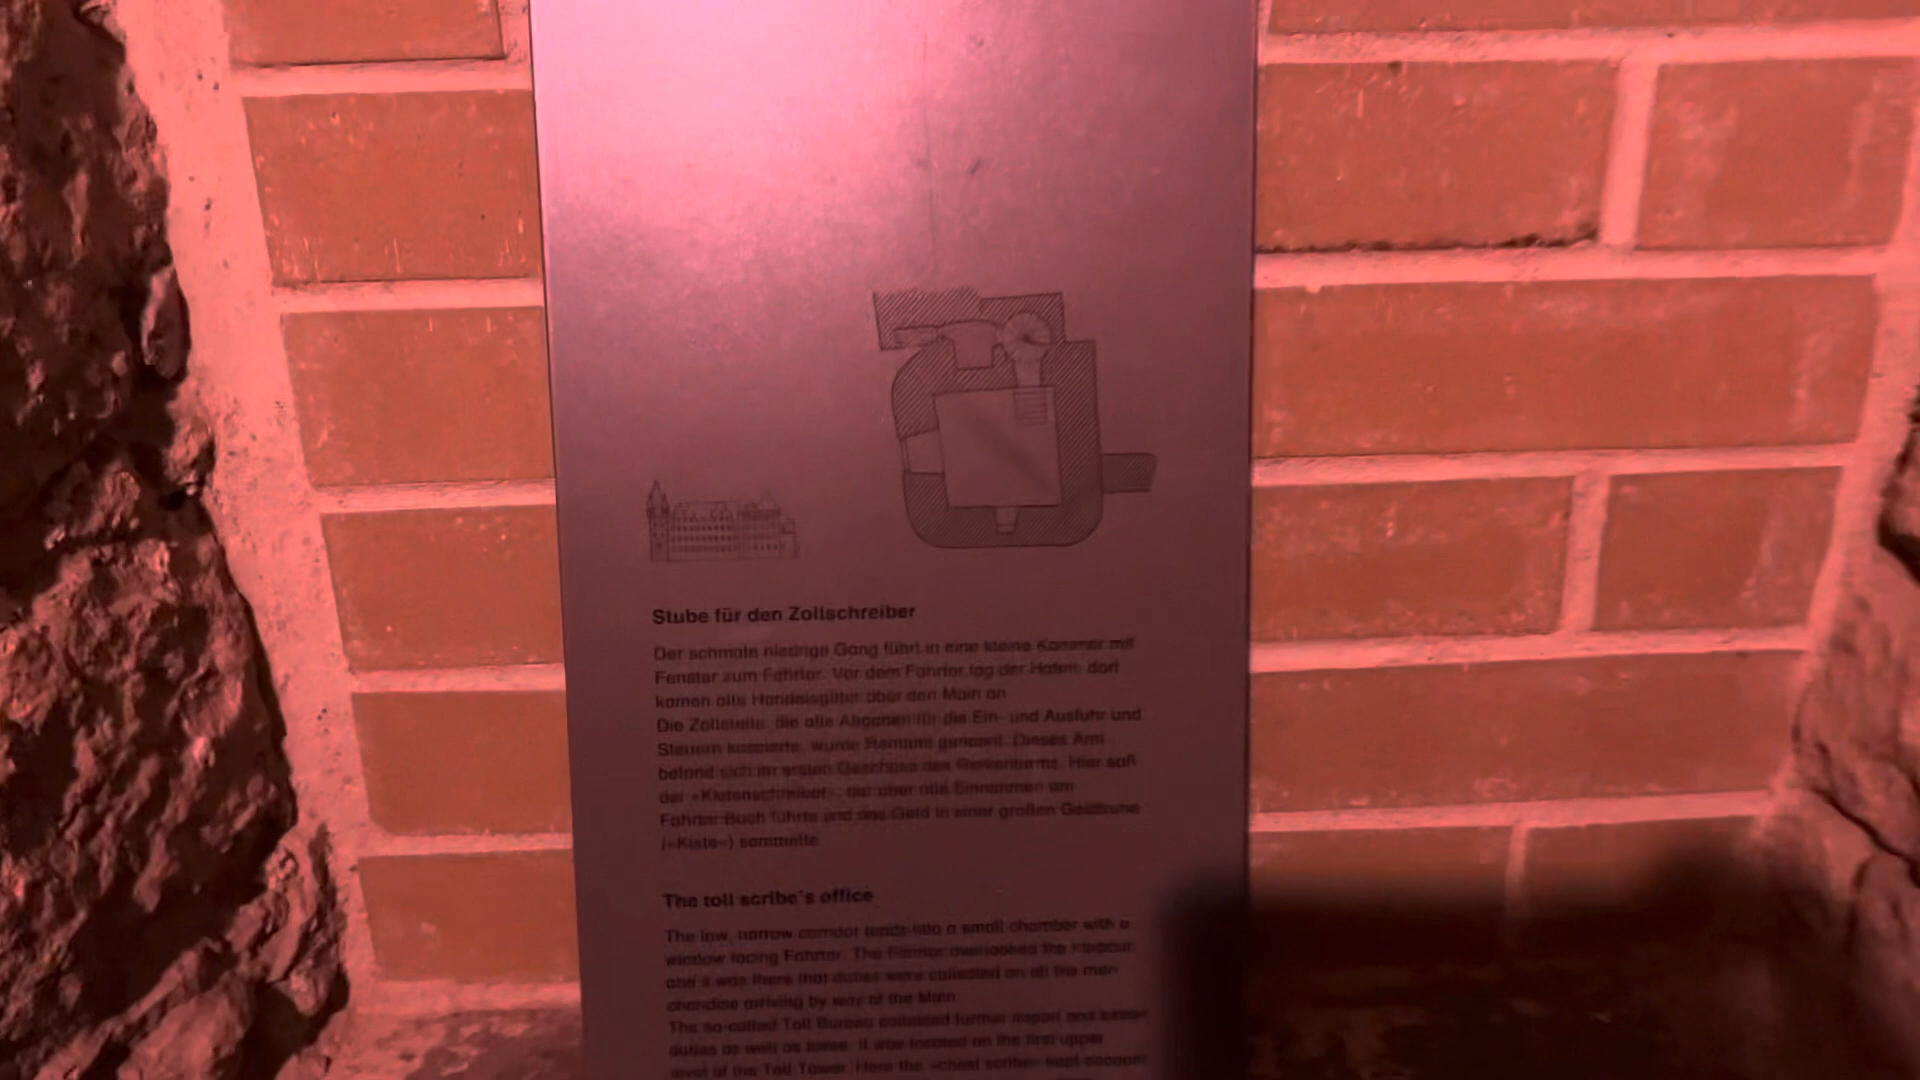 Stube für den Zollschreiber
Der schmale niedrige Gang führt in eine kleine Kammer mit
Fenster zum Fahrtor. Vor dem Fahrtor lag der Hafen: dort
kamen alle Handelsgüter über den Main an.
Die Zollstelle, die alle Abgaben für die Ein- und Ausfuhr und
Steuern kassierte, wurde Rentamt genannt. Dieses Amt
befand sich im ersten Geschoss des Rententurms. Hier saß
der «Kistenschreiber», der über alle Einnahmen am
Fahrtor Buch führte und das Geld in einer großen Geldtruhe
(«Kiste») sammelte.
The toll scribe's office
The low, narrow corridor leads into a small chamber with a
window facing Fahrtor. The Fahrtor overlooked the harbour
and it was there that duties were collected on all the mer-
chandise arriving by way of the Main.
The so-called Toll Bureau collected further import and
duties as well as taxes. It was located on the first upper
level of the Toll Tower. Here the «chest scribe» kept